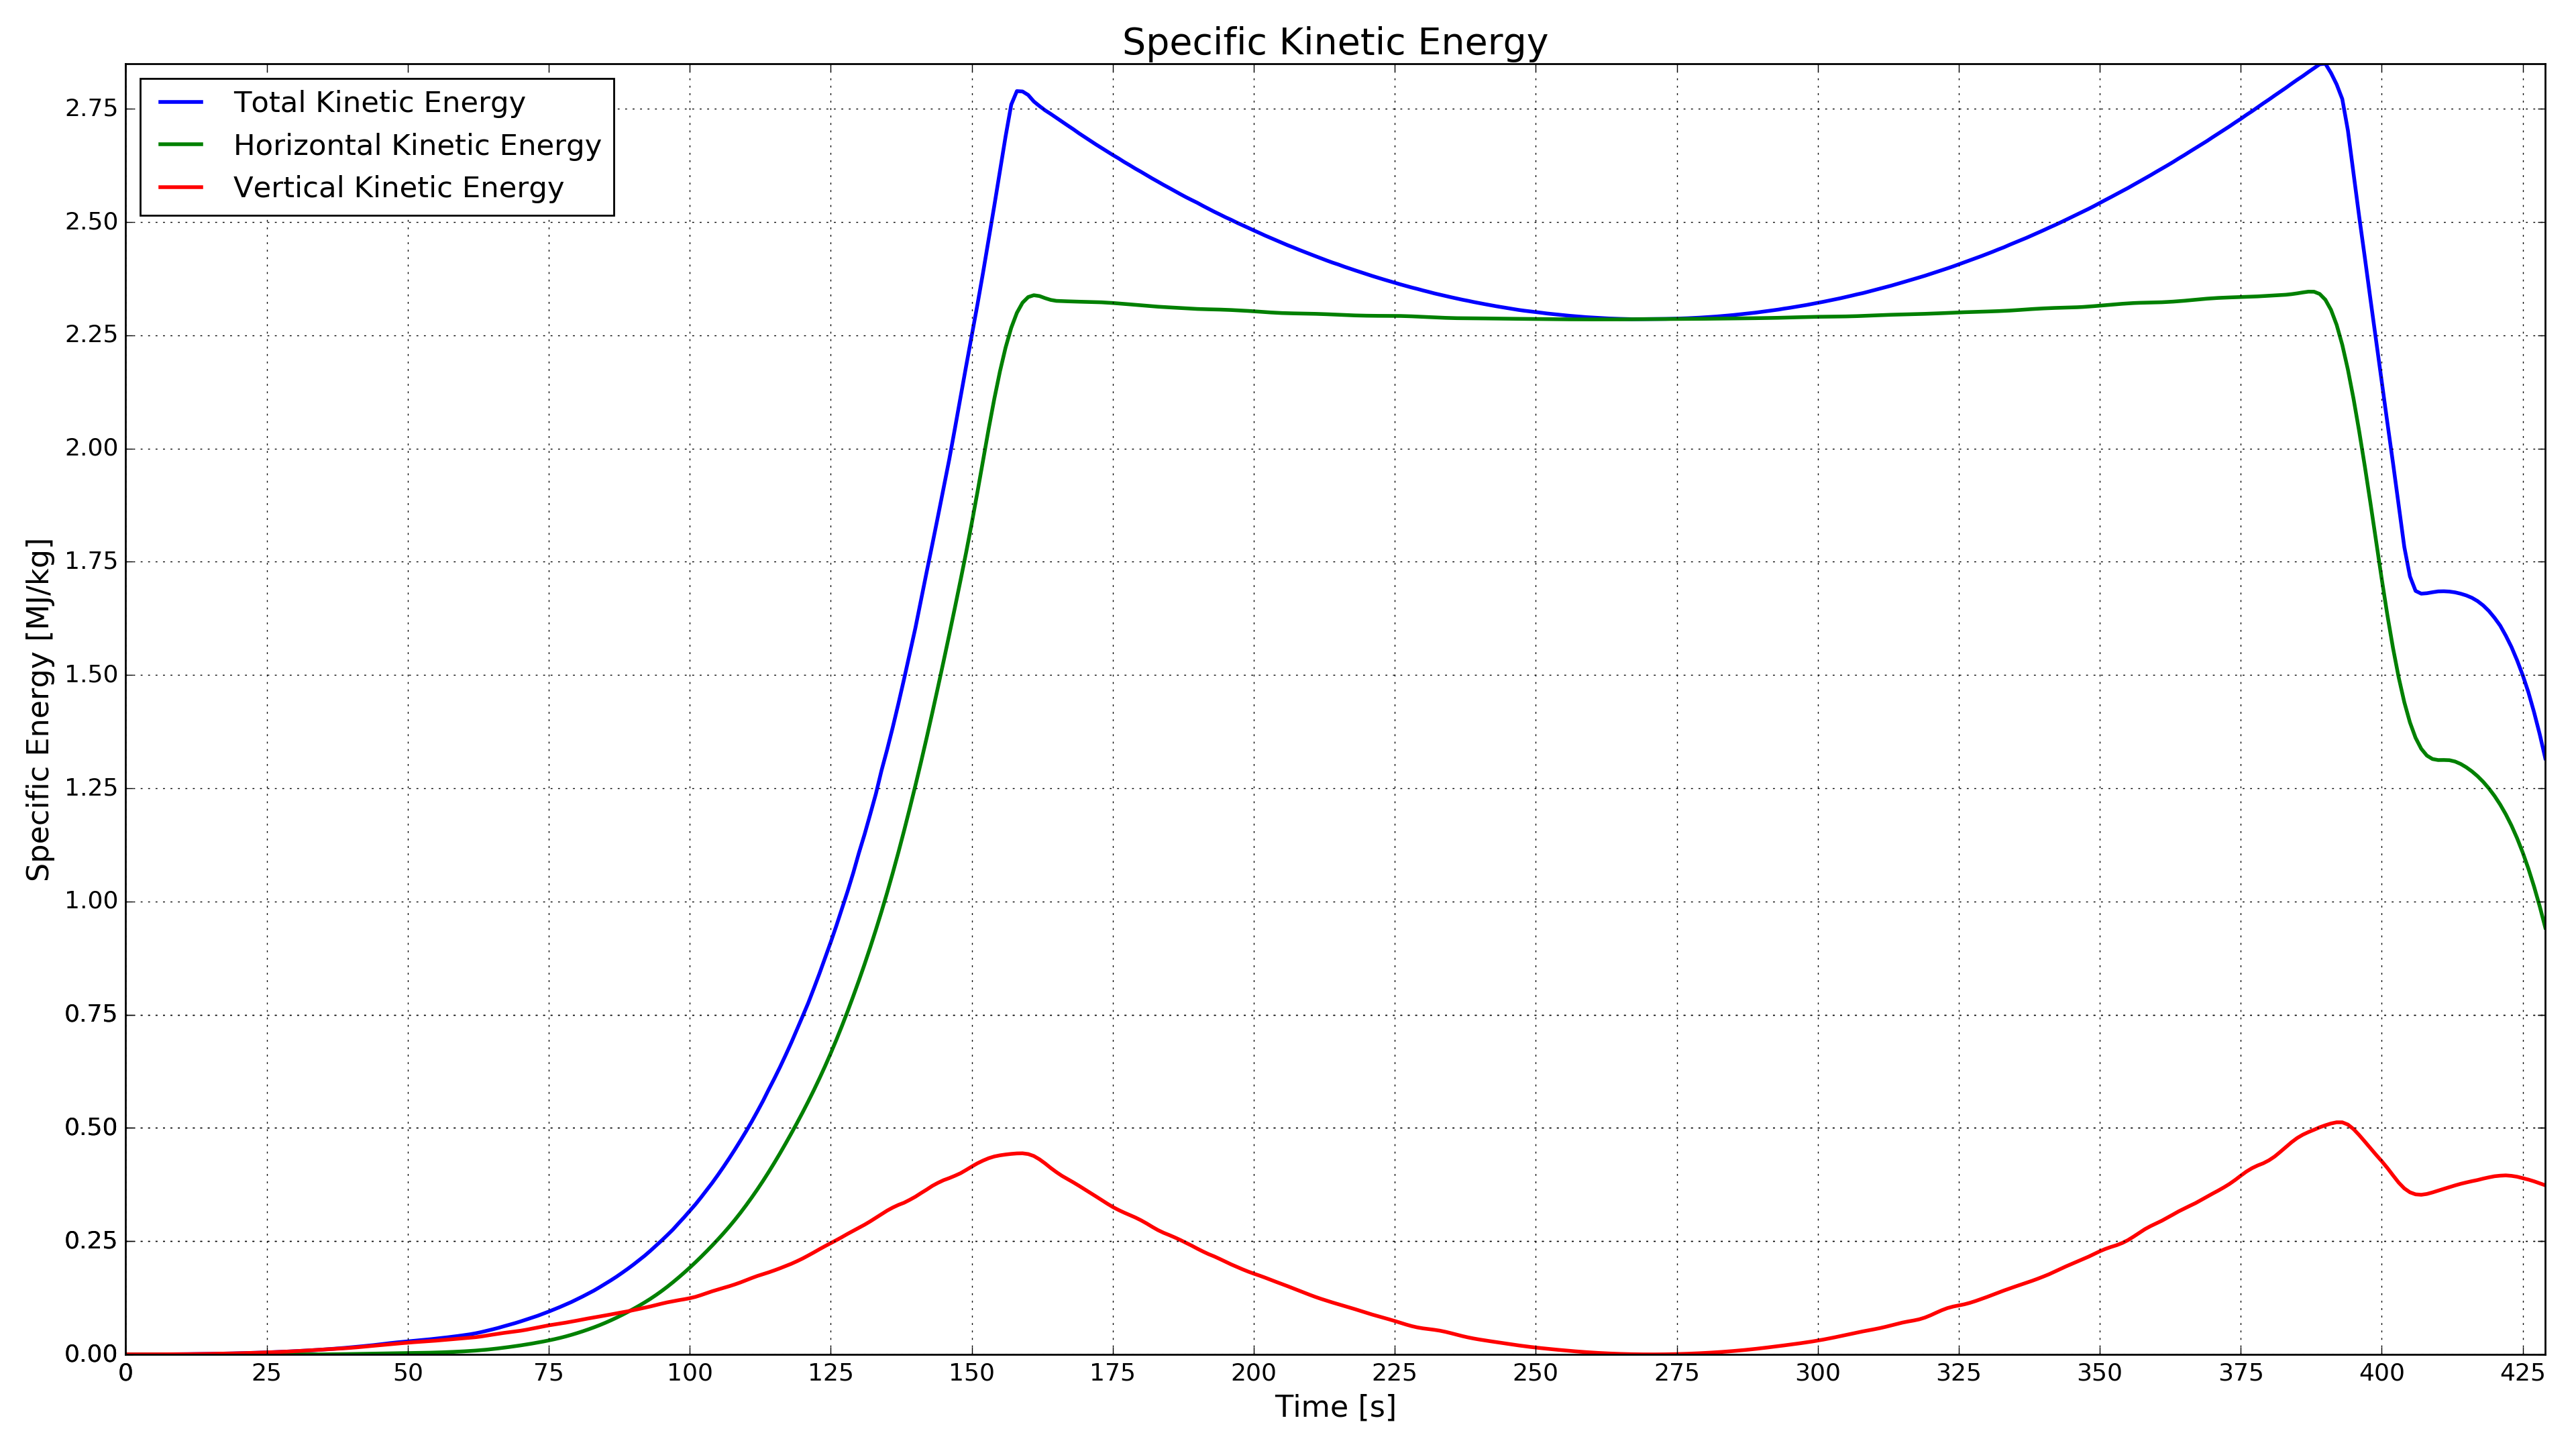 Specific Kinetic Energy
Total Kinetic Energy
Horizontal Kinetic Energy
Vertical Kinetic Energy
Specific Energy [MJ/kg]
2.75
2.50
2.25
2.00
1.75
1.50
1.25
1.00
0.75
0.50
0.25
0.00
0 25 50 75 100 125 150 175 200 225 250 275 300 325 350 375 400 425
Time [s]